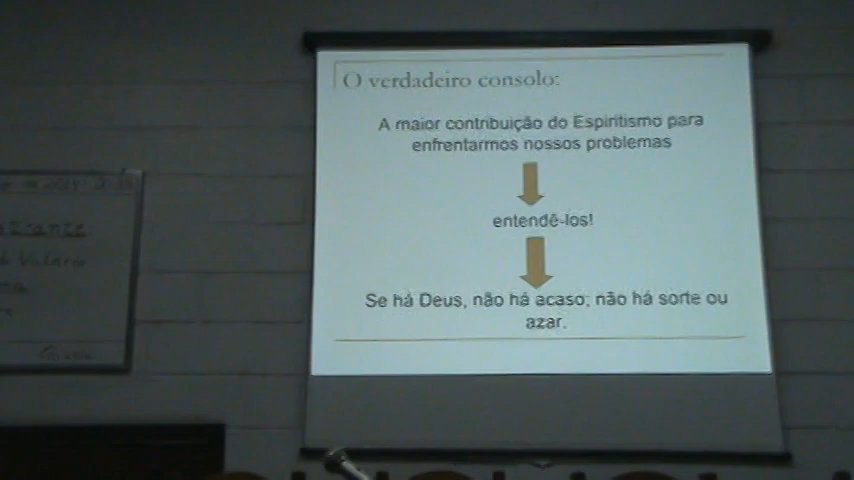 O verdadeiro consolo:
A maior contribuição do Espiritismo para
enfrentarmos nossos problemas
entendê-los!
Se há Deus, não há acaso; não há sorte ou
azar.